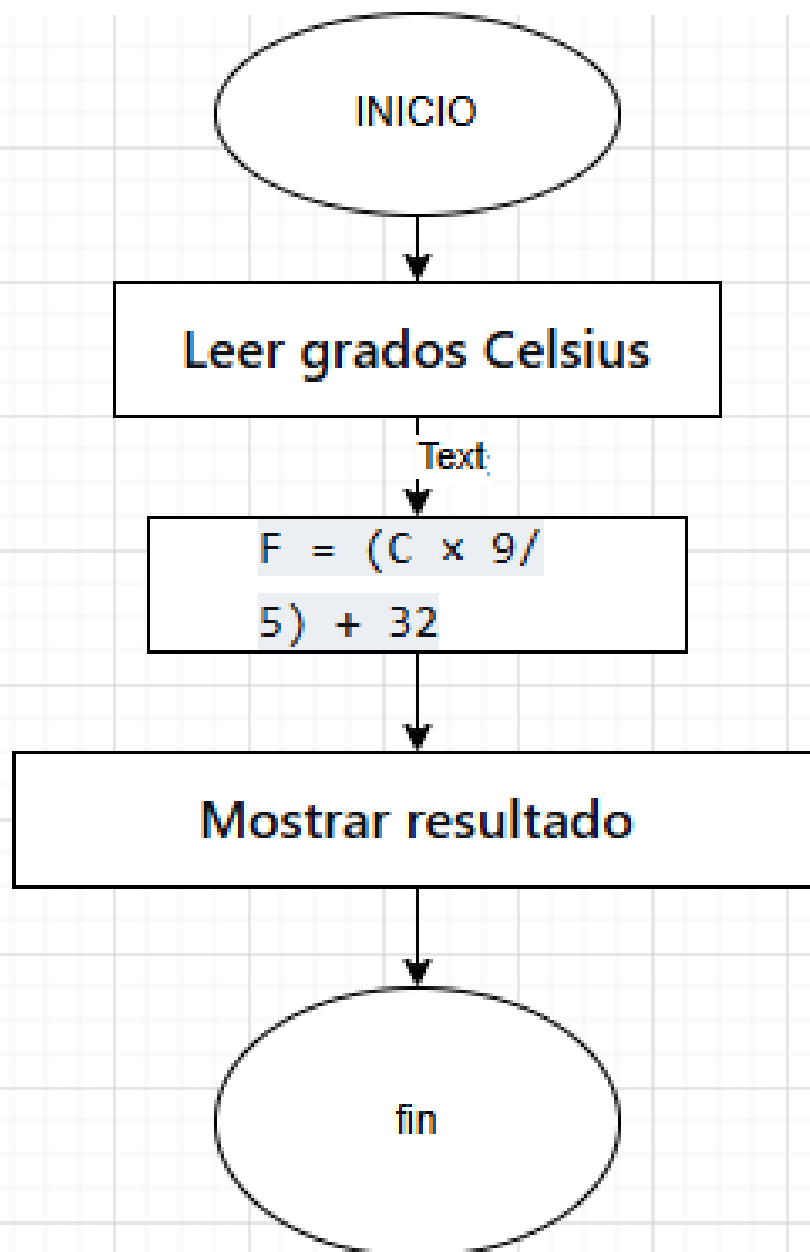 INICIO
Leer grados Celsius
Text
F = (C x 9/
5) + 32
Mostrar resultado
fin